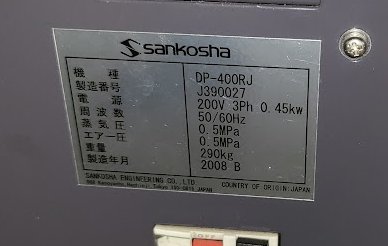 sankosha
機種 DP-400RJ
製造番号 J390027
電源 200V 3Ph 0.45kw
周波数 50/60Hz
蒸気圧 0.5MPa
エアー圧 0.5MPa
重量 290kg
製造年月 2008 B
SANKOSHA ENGINEERING CO. LTD
COUNTRY OF ORIGIN:JAPAN